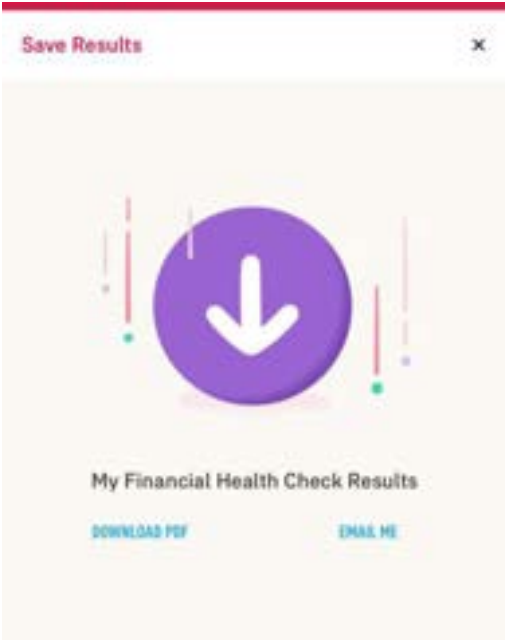 Save Results
×
My Financial Health Check Results
DOWNLOAD PDF
EMAIL ME